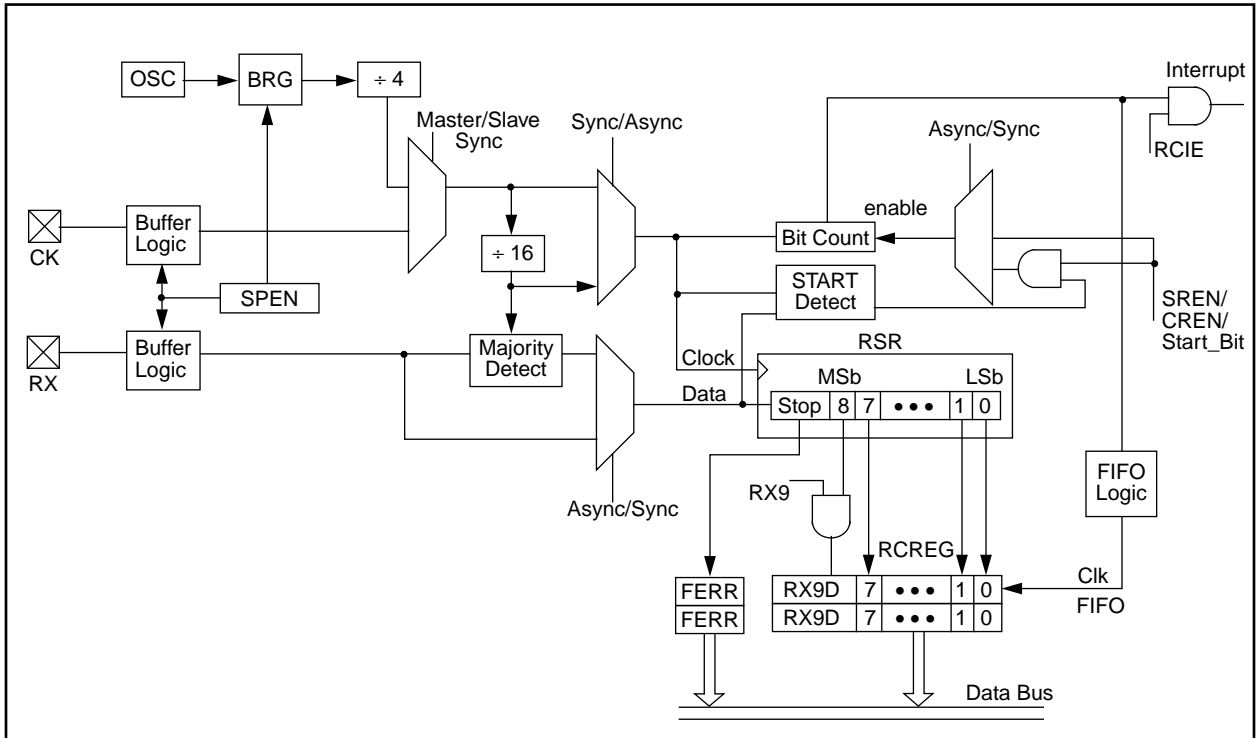 Interrupt
OSC
BRG
÷ 4
Master/Slave
Sync
Sync/Async
Async/Sync
RCIE
CK
Buffer
Logic
enable
Bit Count
÷ 16
SPEN
START
Detect
SREN/
CREN/
Start_Bit
RX
Buffer
Logic
Majority
Detect
Clock
RSR
MSb
LSb
Data
Stop 8 7 ••• 1 0
Async/Sync
RX9
FIFO
Logic
RCREG
Clk
FIFO
FERR
RX9D 7 ••• 1 0
FERR
RX9D 7 ••• 1 0
Data Bus